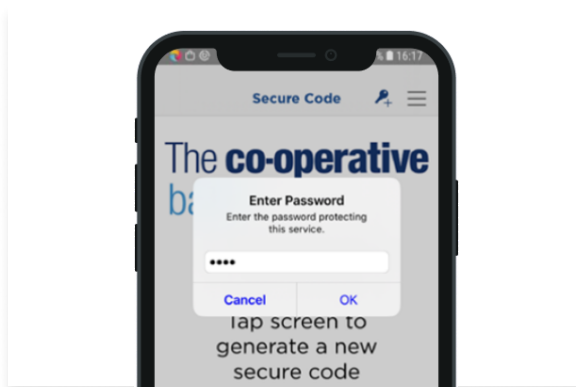 16:17
Secure Code
The co-operative
ba
Enter Password
Enter the password protecting
this service.
••••
Cancel OK
Tap screen to
generate a new
secure code